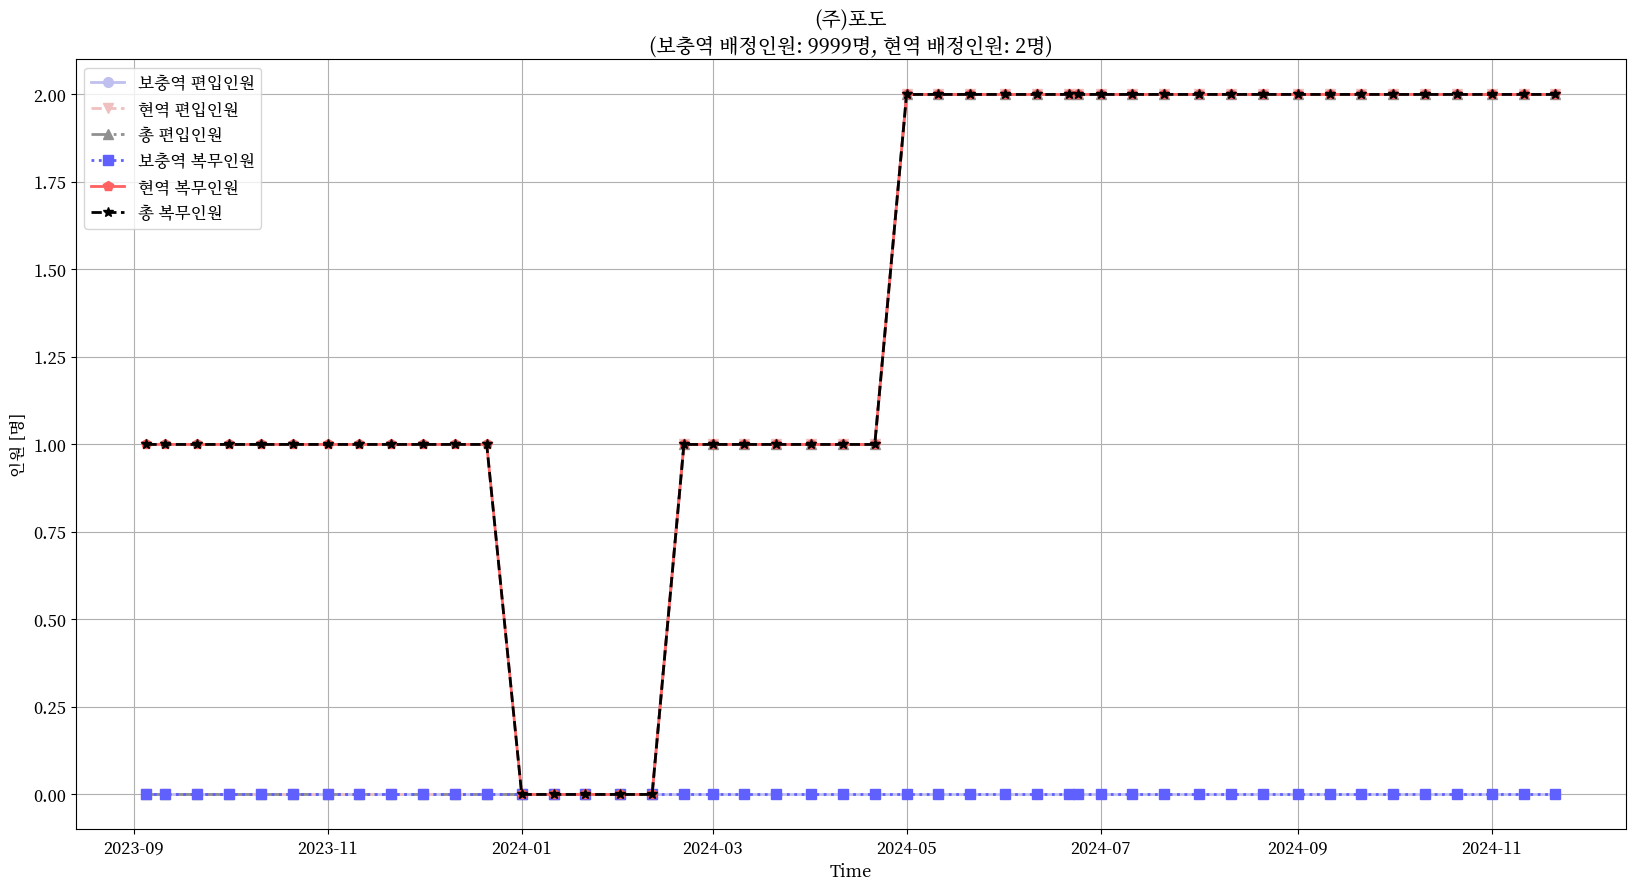 (주)포도
(보충역 배정인원: 9999명, 현역 배정인원: 2명)
보충역 편입인원
현역 편입인원
총 편입인원
보충역 복무인원
현역 복무인원
총 복무인원
인원 [명]
2.00
1.75
1.50
1.25
1.00
0.75
0.50
0.25
0.00
2023-09 2023-11 2024-01 2024-03 2024-05 2024-07 2024-09 2024-11
Time